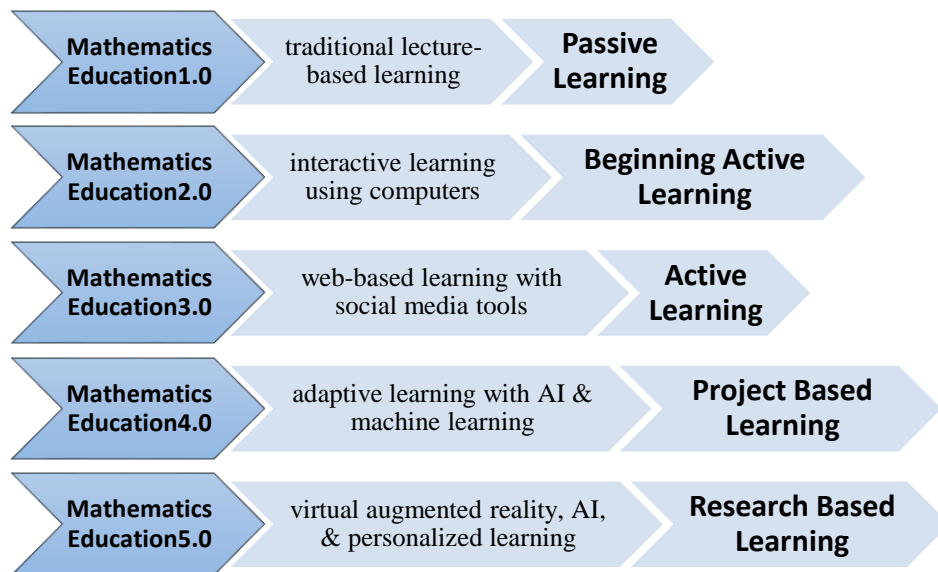 Mathematics
Education1.0
traditional lecture-
based learning
Passive
Learning
Mathematics
Education2.0
interactive learning
using computers
Beginning Active
Learning
Mathematics
Education3.0
web-based learning with
social media tools
Active
Learning
Mathematics
Education4.0
adaptive learning with AI &
machine learning
Project Based
Learning
Mathematics
Education5.0
virtual augmented reality, AI,
& personalized learning
Research Based
Learning